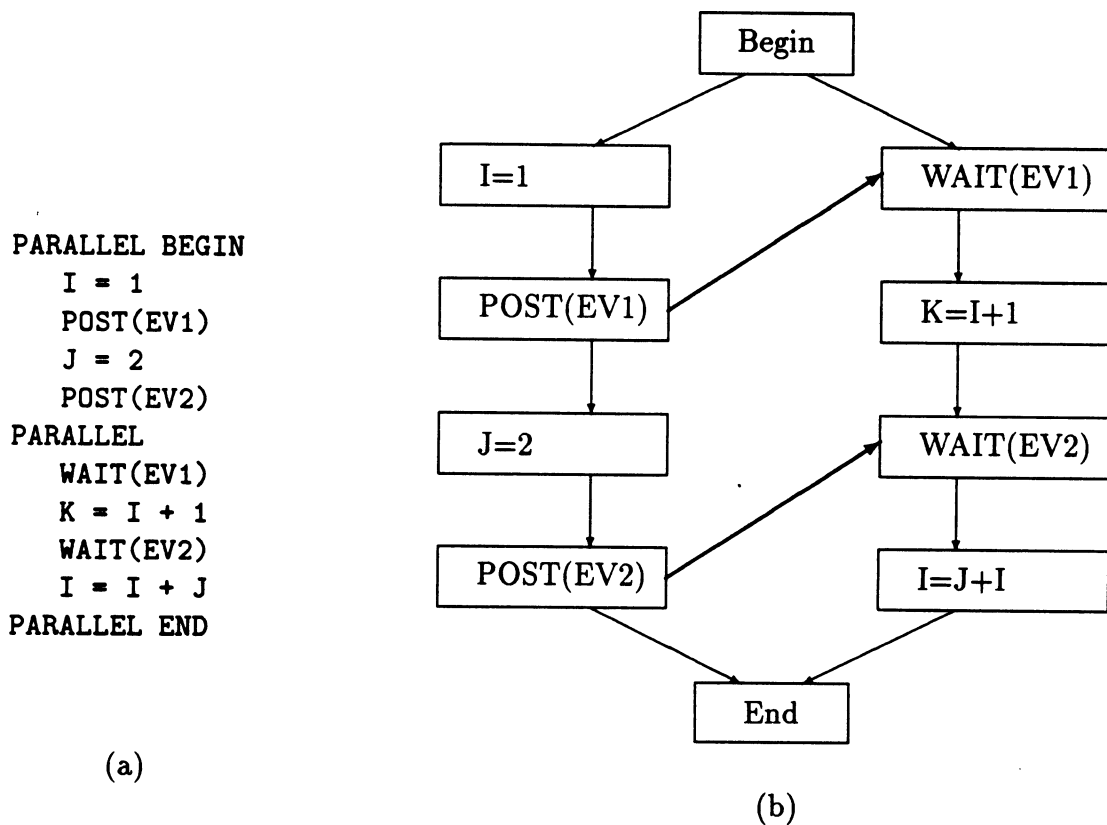 PARALLEL BEGIN
I = 1
POST(EV1)
J = 2
POST(EV2)
PARALLEL
WAIT(EV1)
K = I + 1
WAIT(EV2)
I = I + J
PARALLEL END
(a)
Begin
I=1
WAIT(EV1)
POST(EV1)
K=I+1
J=2
WAIT(EV2)
POST(EV2)
I=J+I
End
(b)